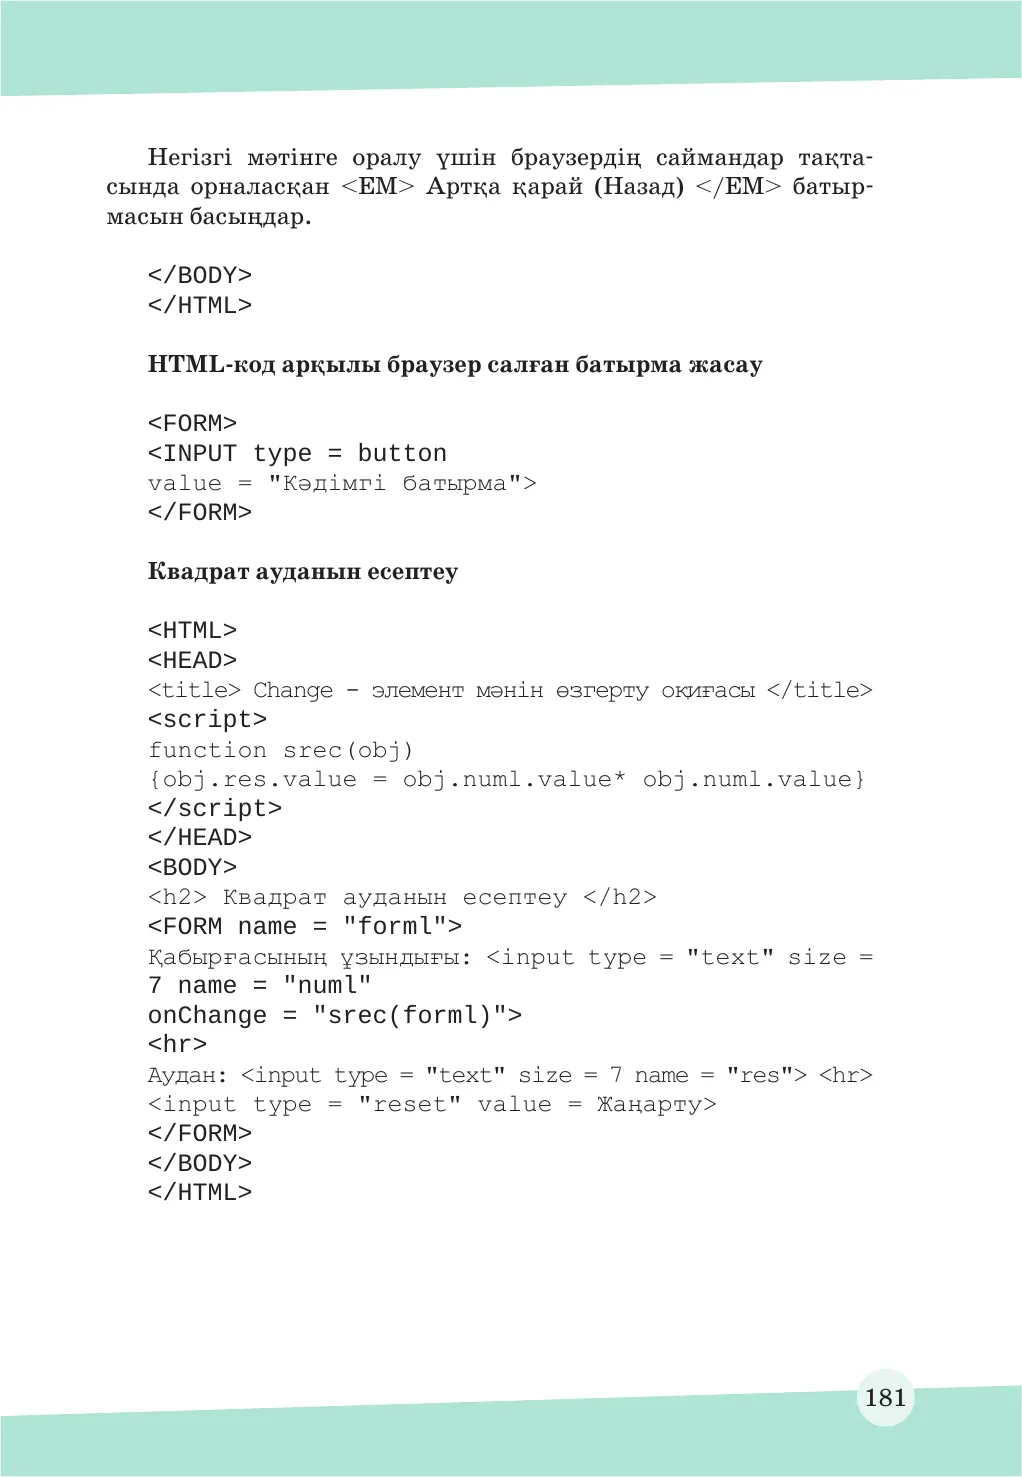 Негізгі мәтінге оралу үшін браузердің саймандар тақта-
сында орналасқан <EM> Артқа қарай (Назад) </EM> батыр-
масын басыңдар.
</BODY>
</HTML>
HTML-код арқылы браузер салған батырма жасау
<FORM>
<INPUT type = button
value = "Кәдімгі батырма">
</FORM>
Квадрат ауданын есептеу
<HTML>
<HEAD>
<title> Change – элемент мәнін өзгерту оқиғасы </title>
<script>
function srec(obj)
{obj.res.value = obj.numl.value* obj.numl.value}
</script>
</HEAD>
<BODY>
<h2> Квадрат ауданын есептеу </h2>
<FORM name = "forml">
Қабырғасының ұзындығы: <input type = "text" size =
7 name = "numl"
onChange = "srec(forml)">
<hr>
Аудан: <input type = "text" size = 7 name = "res"> <hr>
<input type = "reset" value = Жаңарту>
</FORM>
</BODY>
</HTML>
181